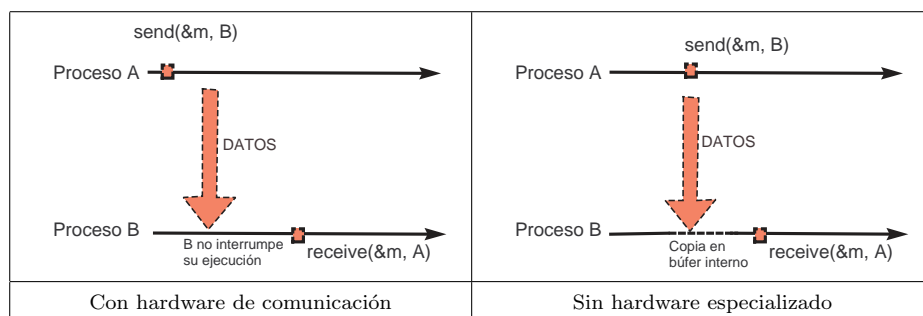 send(&m, B)
Proceso A
DATOS
Proceso B
B no interrumpe
su ejecución
receive(&m, A)
Con hardware de comunicación
send(&m, B)
Proceso A
DATOS
Proceso B
Copia en
búfer interno
receive(&m, A)
Sin hardware especializado